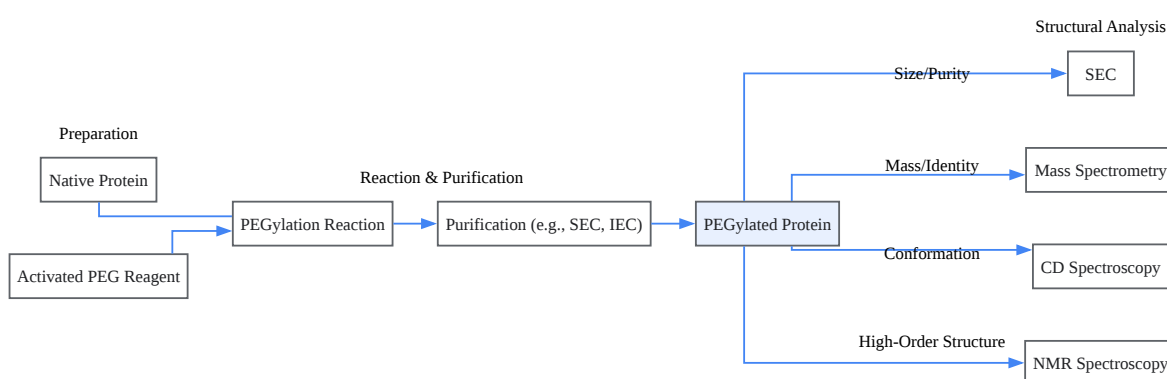 Preparation
Native Protein
Activated PEG Reagent
Reaction & Purification
PEGylation Reaction
Purification (e.g., SEC, IEC)
PEGylated Protein
Structural Analysis
Size/Purity
SEC
Mass/Identity
Mass Spectrometry
Conformation
CD Spectroscopy
High-Order Structure
NMR Spectroscopy